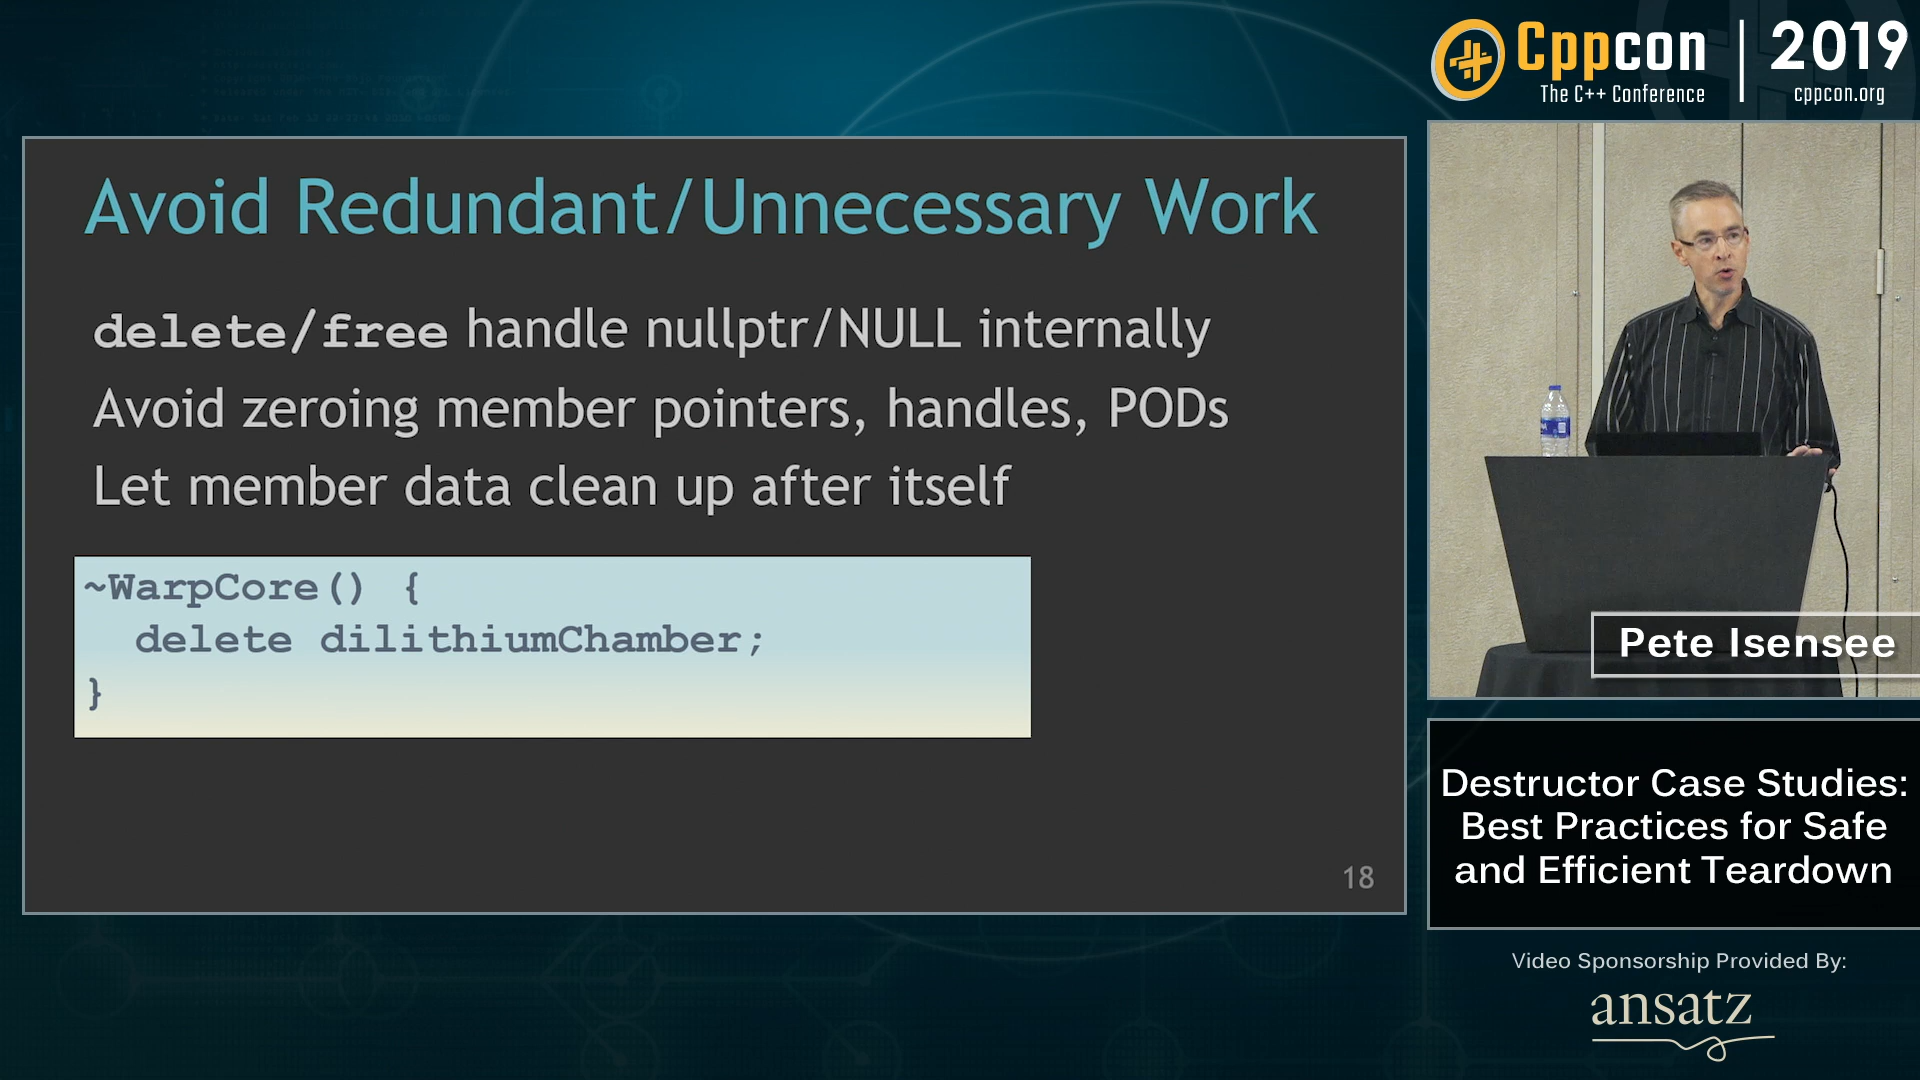 Cppcon
The C++ Conference
2019
cppcon.org
Avoid Redundant/Unnecessary Work
delete/free handle nullptr/NULL internally
Avoid zeroing member pointers, handles, PODs
Let member data clean up after itself
~WarpCore() {
  delete dilithiumChamber;
}
18
Pete Isensee
Destructor Case Studies:
Best Practices for Safe
and Efficient Teardown
Video Sponsorship Provided By:
ansatz